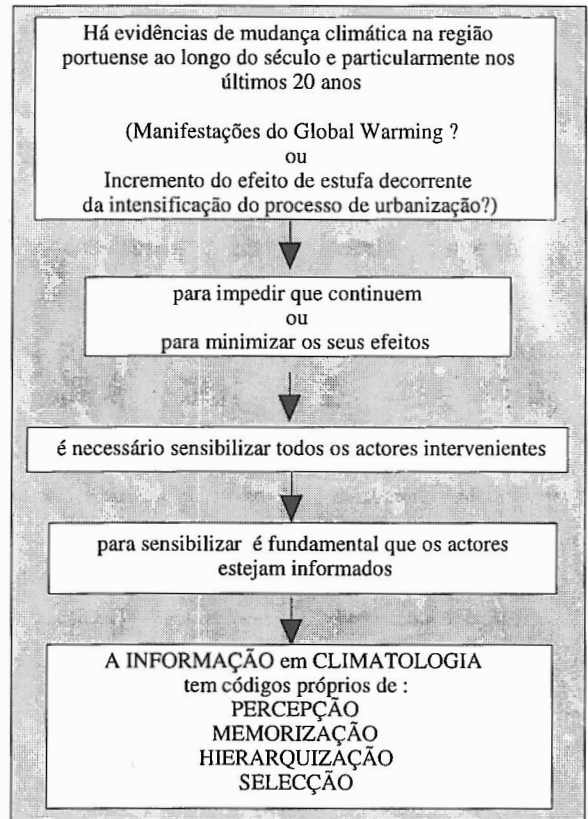 Há evidências de mudança climática na região
portuense ao longo do século e particularmente nos
últimos 20 anos
(Manifestações do Global Warming ?
ou
Incremento do efeito de estufa decorrente
da intensificação do processo de urbanização?)
para impedir que continuem
ou
para minimizar os seus efeitos
é necessário sensibilizar todos os actores intervenientes
para sensibilizar é fundamental que os actores
estejam informados
A INFORMAÇÃO em CLIMATOLOGIA
tem códigos próprios de :
PERCEPÇÃO
MEMORIZAÇÃO
HIERARQUIZAÇÃO
SELECÇÃO